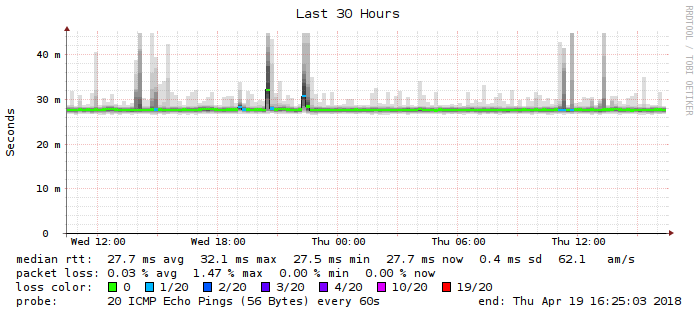 Last 30 Hours
RRDTOOL / TOBI OETIKER
Seconds
40 m
30 m
20 m
10 m
0
Wed 12:00 Wed 18:00 Thu 00:00 Thu 06:00 Thu 12:00
median rtt: 27.7 ms avg 32.1 ms max 27.5 ms min 27.7 ms now 0.4 ms sd 62.1 am/s
packet loss: 0.03 % avg 1.47 % max 0.00 % min 0.00 % now
loss color: 0 1/20 2/20 3/20 4/20 10/20 19/20
probe: 20 ICMP Echo Pings (56 Bytes) every 60s end: Thu Apr 19 16:25:03 2018